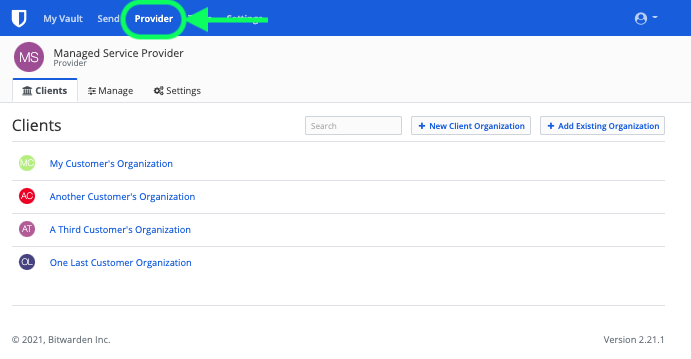 My Vault Send Provider Settings
MS
Managed Service Provider
Provider
Clients Manage Settings
Clients
Search
+ New Client Organization
+ Add Existing Organization
MC My Customer's Organization
AC Another Customer's Organization
AT A Third Customer's Organization
OL One Last Customer Organization
© 2021, Bitwarden Inc. Version 2.21.1